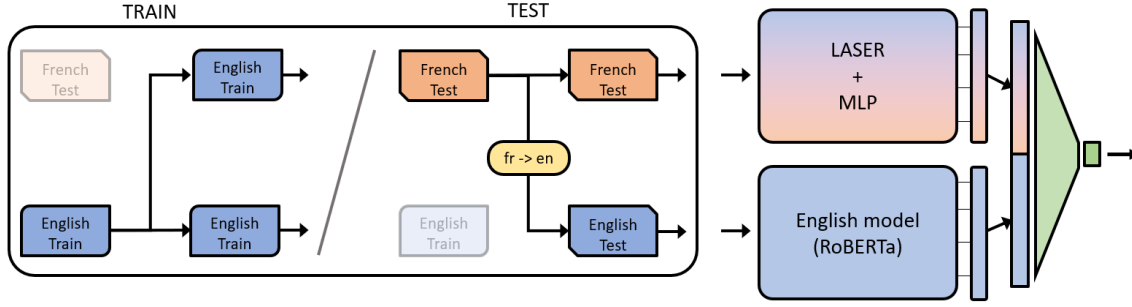 TRAIN
TEST
French
Test
English
Train
French
Test
French
Test
LASER
+
MLP
fr -> en
English
Train
English
Train
English
Train
English
Test
English model
(RoBERTa)